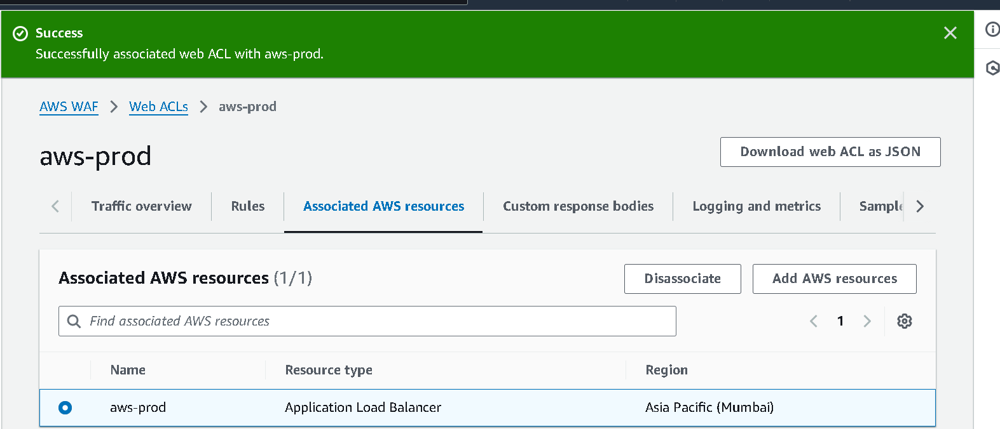 Success
Successfully associated web ACL with aws-prod.
AWS WAF > Web ACLs > aws-prod
aws-prod
Download web ACL as JSON
Traffic overview Rules Associated AWS resources Custom response bodies Logging and metrics Sample
Associated AWS resources (1/1)
Disassociate Add AWS resources
Find associated AWS resources
1
Name Resource type Region
aws-prod Application Load Balancer Asia Pacific (Mumbai)